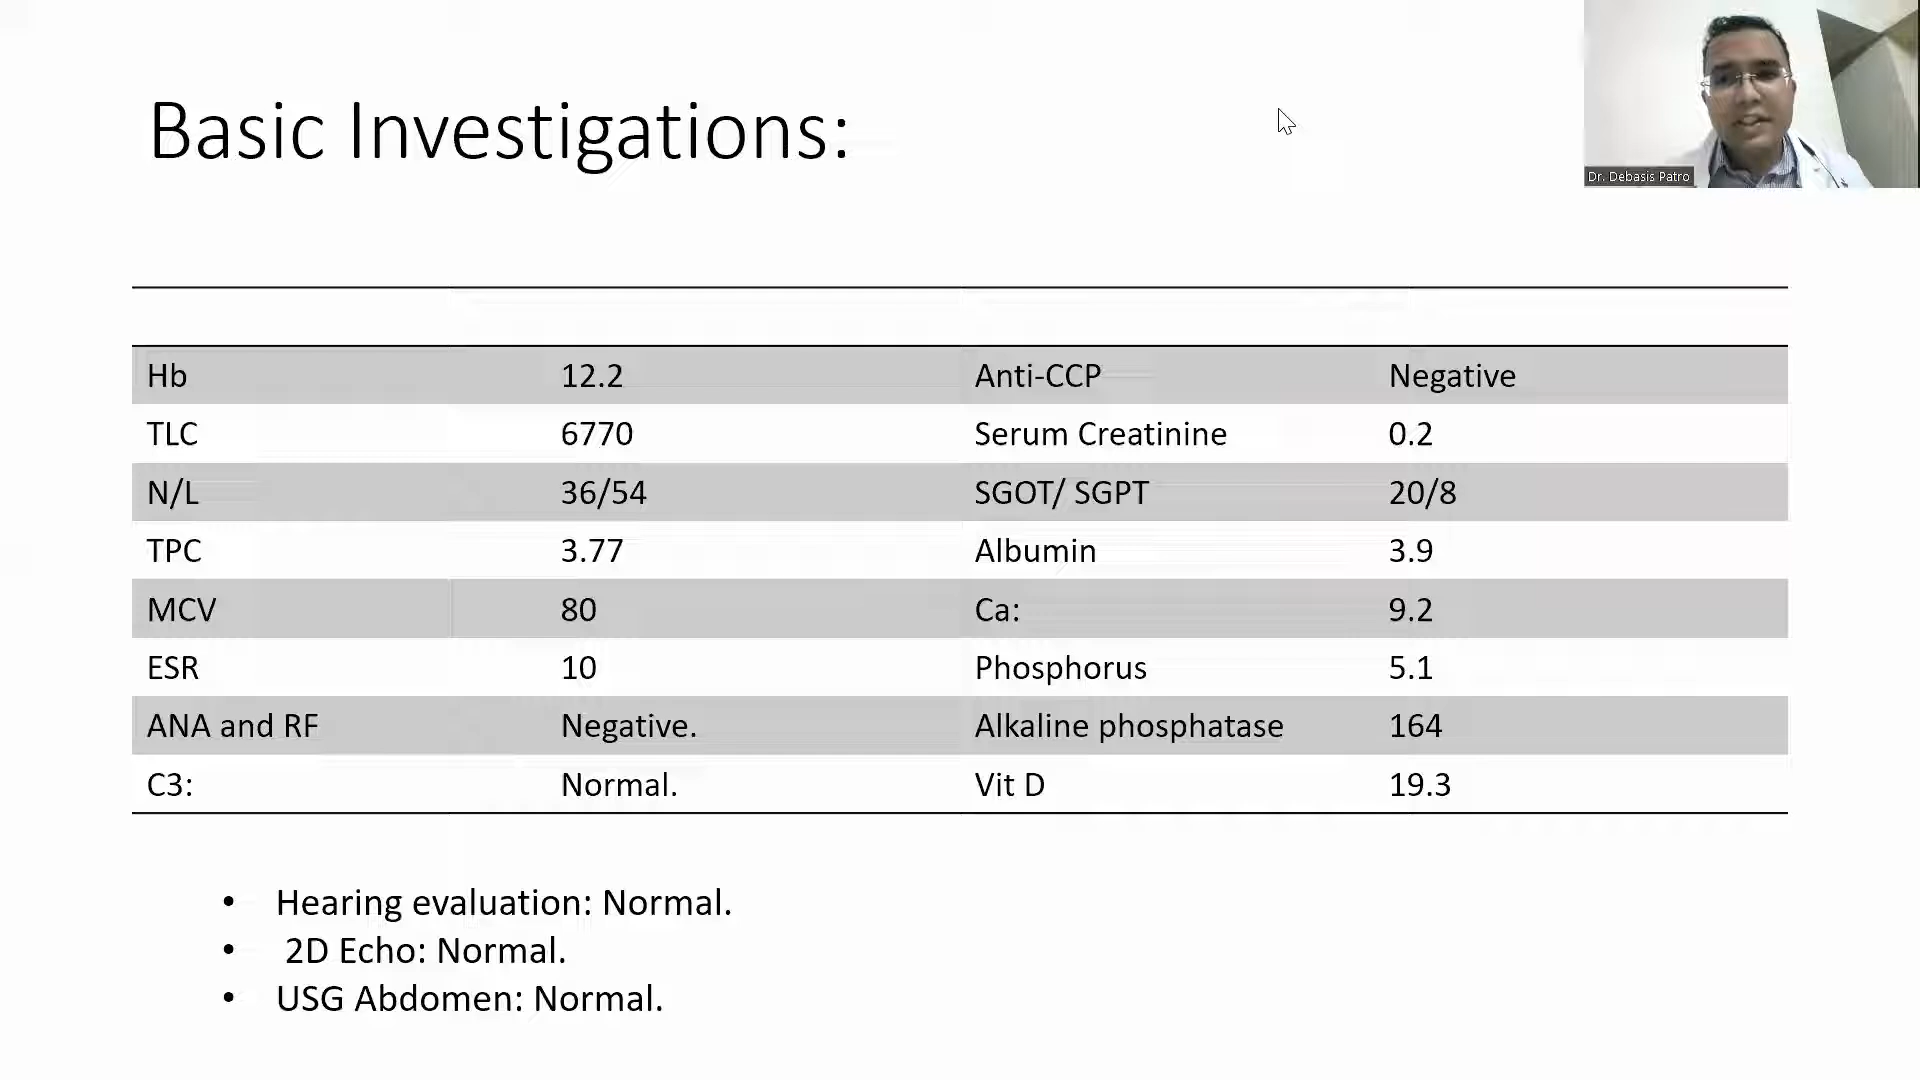 Basic Investigations:
Dr. Debasis Patro
Hb 12.2 Anti-CCP Negative
TLC 6770 Serum Creatinine 0.2
N/L 36/54 SGOT/ SGPT 20/8
TPC 3.77 Albumin 3.9
MCV 80 Ca: 9.2
ESR 10 Phosphorus 5.1
ANA and RF Negative. Alkaline phosphatase 164
C3: Normal. Vit D 19.3
• Hearing evaluation: Normal.
• 2D Echo: Normal.
• USG Abdomen: Normal.